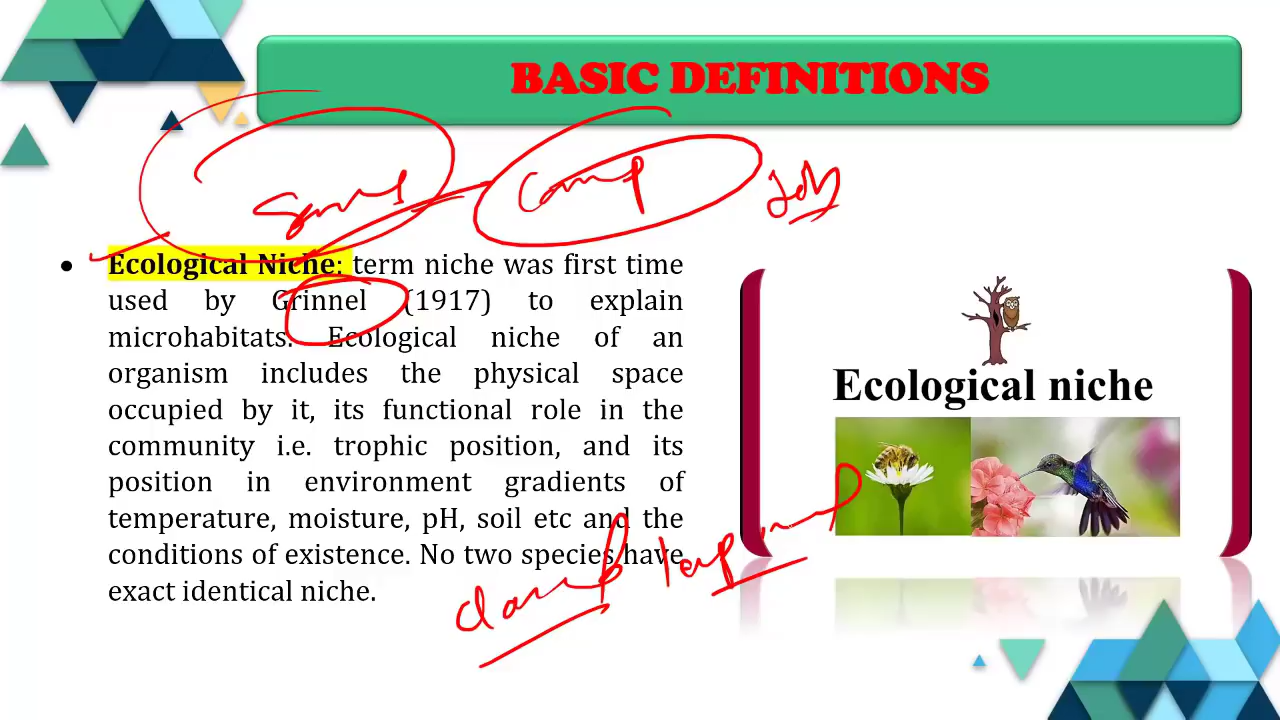 BASIC DEFINITIONS
Comp
Job
• Ecological Niche: term niche was first time
used by Grinnel (1917) to explain
microhabitats. Ecological niche of an
organism includes the physical space
occupied by it, its functional role in the
community i.e. trophic position, and its
position in environment gradients of
temperature, moisture, pH, soil etc and the
conditions of existence. No two species have
exact identical niche.
Ecological niche